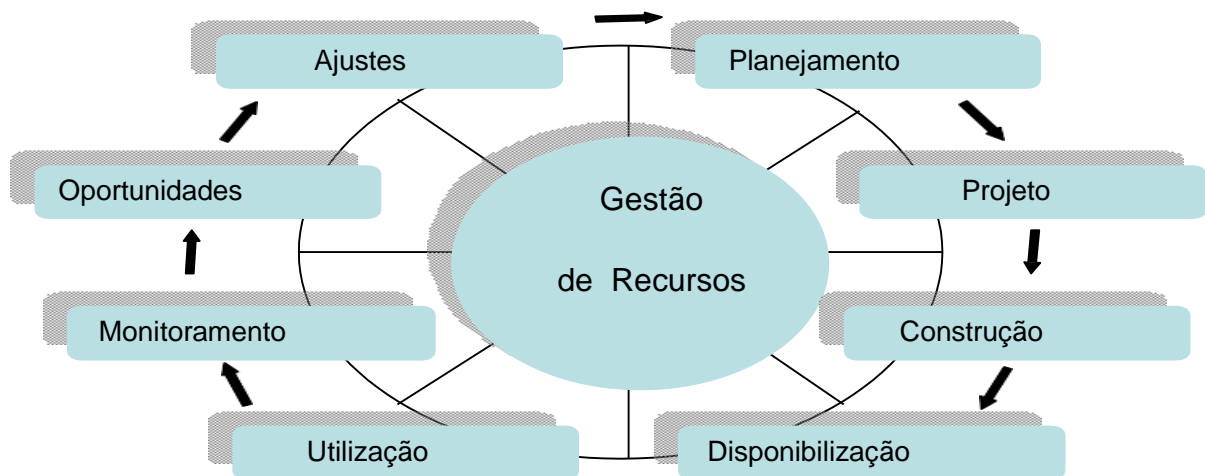 Ajustes
Planejamento
Oportunidades
Gestão
de Recursos
Projeto
Monitoramento
Construção
Utilização
Disponibilização